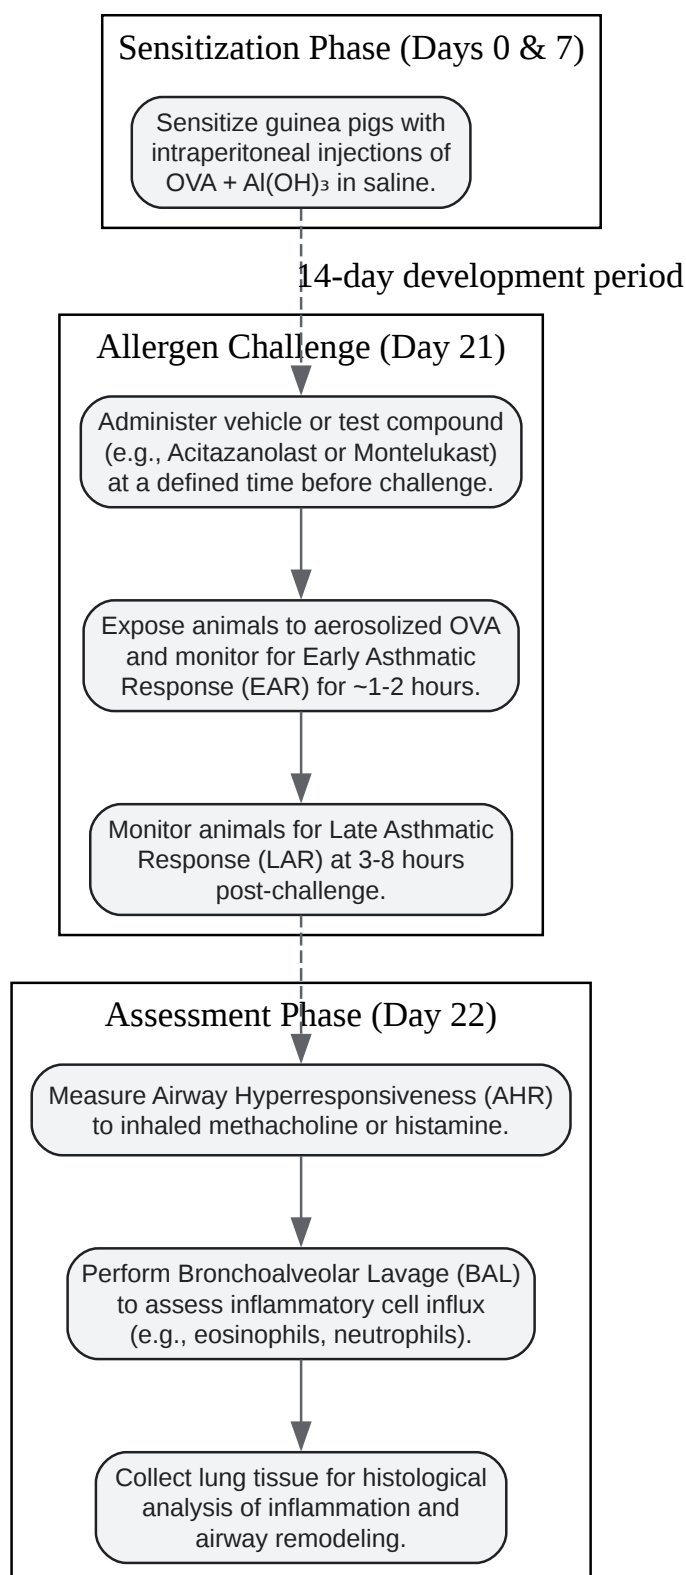 Sensitization Phase (Days 0 & 7)
Sensitize guinea pigs with
intraperitoneal injections of
OVA + Al(OH)₃ in saline.
14-day development period
Allergen Challenge (Day 21)
Administer vehicle or test compound
(e.g., Acitazanolast or Montelukast)
at a defined time before challenge.
Expose animals to aerosolized OVA
and monitor for Early Asthmatic
Response (EAR) for ~1-2 hours.
Monitor animals for Late Asthmatic
Response (LAR) at 3-8 hours
post-challenge.
Assessment Phase (Day 22)
Measure Airway Hyperresponsiveness (AHR)
to inhaled methacholine or histamine.
Perform Bronchoalveolar Lavage (BAL)
to assess inflammatory cell influx
(e.g., eosinophils, neutrophils).
Collect lung tissue for histological
analysis of inflammation and
airway remodeling.